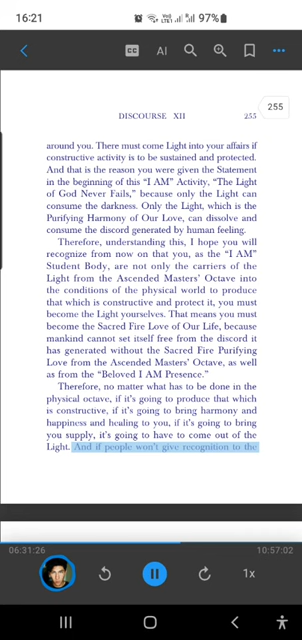 16:21
97%
CC
AI
255
DISCOURSE XII 255
around you. There must come Light into your affairs if
constructive activity is to be sustained and protected.
And that is the reason you were given the Statement
in the beginning of this “I AM” Activity, “The Light
of God Never Fails,” because only the Light can
consume the darkness. Only the Light, which is the
Purifying Harmony of Our Love, can dissolve and
consume the discord generated by human feeling.
Therefore, understanding this, I hope you will
recognize from now on that you, as the “I AM”
Student Body, are not only the carriers of the
Light from the Ascended Masters’ Octave into
the conditions of the physical world to produce
that which is constructive and protect it, you must
become the Light yourselves. That means you must
become the Sacred Fire Love of Our Life, because
mankind cannot set itself free from the discord it
has generated without the Sacred Fire Purifying
Love from the Ascended Masters’ Octave, as well
as from the “Beloved I AM Presence.”
Therefore, no matter what has to be done in the
physical octave, if it’s going to produce that which
is constructive, if it’s going to bring harmony and
happiness and healing to you, if it’s going to bring
you supply, it’s going to have to come out of the
Light. And if people won’t give recognition to the
06:31:26 10:57:02
1x